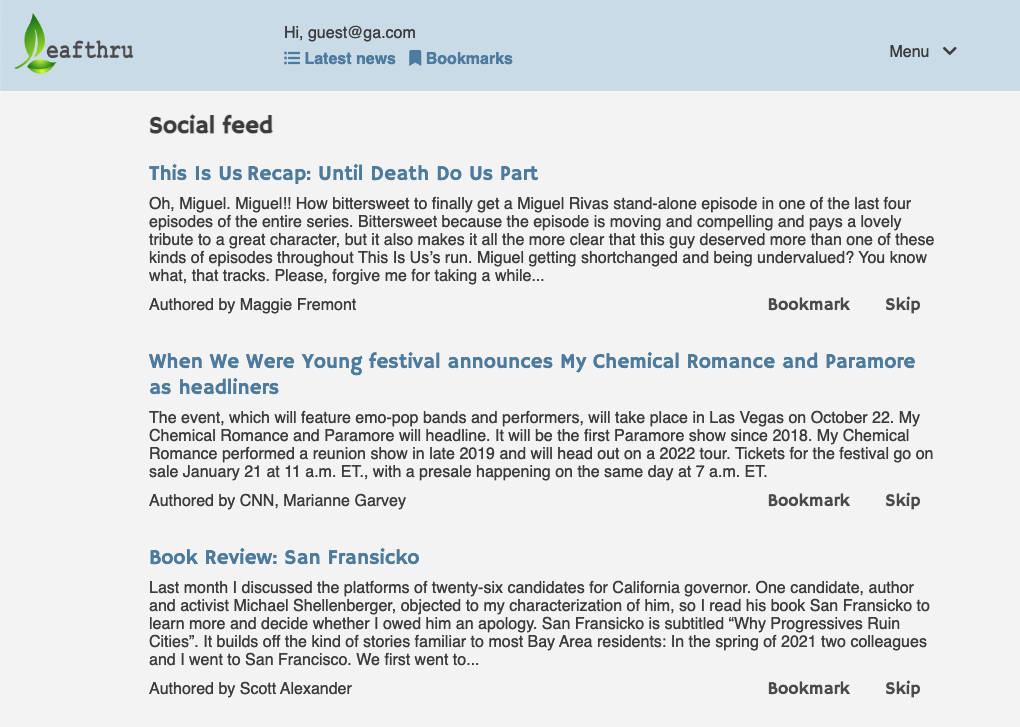 eafthru
Hi, guest@ga.com
Latest news Bookmarks
Menu
Social feed
This Is Us Recap: Until Death Do Us Part
Oh, Miguel. Miguel!! How bittersweet to finally get a Miguel Rivas stand-alone episode in one of the last four
episodes of the entire series. Bittersweet because the episode is moving and compelling and pays a lovely
tribute to a great character, but it also makes it all the more clear that this guy deserved more than one of these
kinds of episodes throughout This Is Us’s run. Miguel getting shortchanged and being undervalued? You know
what, that tracks. Please, forgive me for taking a while...
Authored by Maggie Fremont
Bookmark Skip
When We Were Young festival announces My Chemical Romance and Paramore
as headliners
The event, which will feature emo-pop bands and performers, will take place in Las Vegas on October 22. My
Chemical Romance and Paramore will headline. It will be the first Paramore show since 2018. My Chemical
Romance performed a reunion show in late 2019 and will head out on a 2022 tour. Tickets for the festival go on
sale January 21 at 11 a.m. ET., with a presale happening on the same day at 7 a.m. ET.
Authored by CNN, Marianne Garvey
Bookmark Skip
Book Review: San Fransicko
Last month I discussed the platforms of twenty-six candidates for California governor. One candidate, author
and activist Michael Shellenberger, objected to my characterization of him, so I read his book San Fransicko to
learn more and decide whether I owed him an apology. San Fransicko is subtitled “Why Progressives Ruin
Cities”. It builds off the kind of stories familiar to most Bay Area residents: In the spring of 2021 two colleagues
and I went to San Francisco. We first went to...
Authored by Scott Alexander
Bookmark Skip